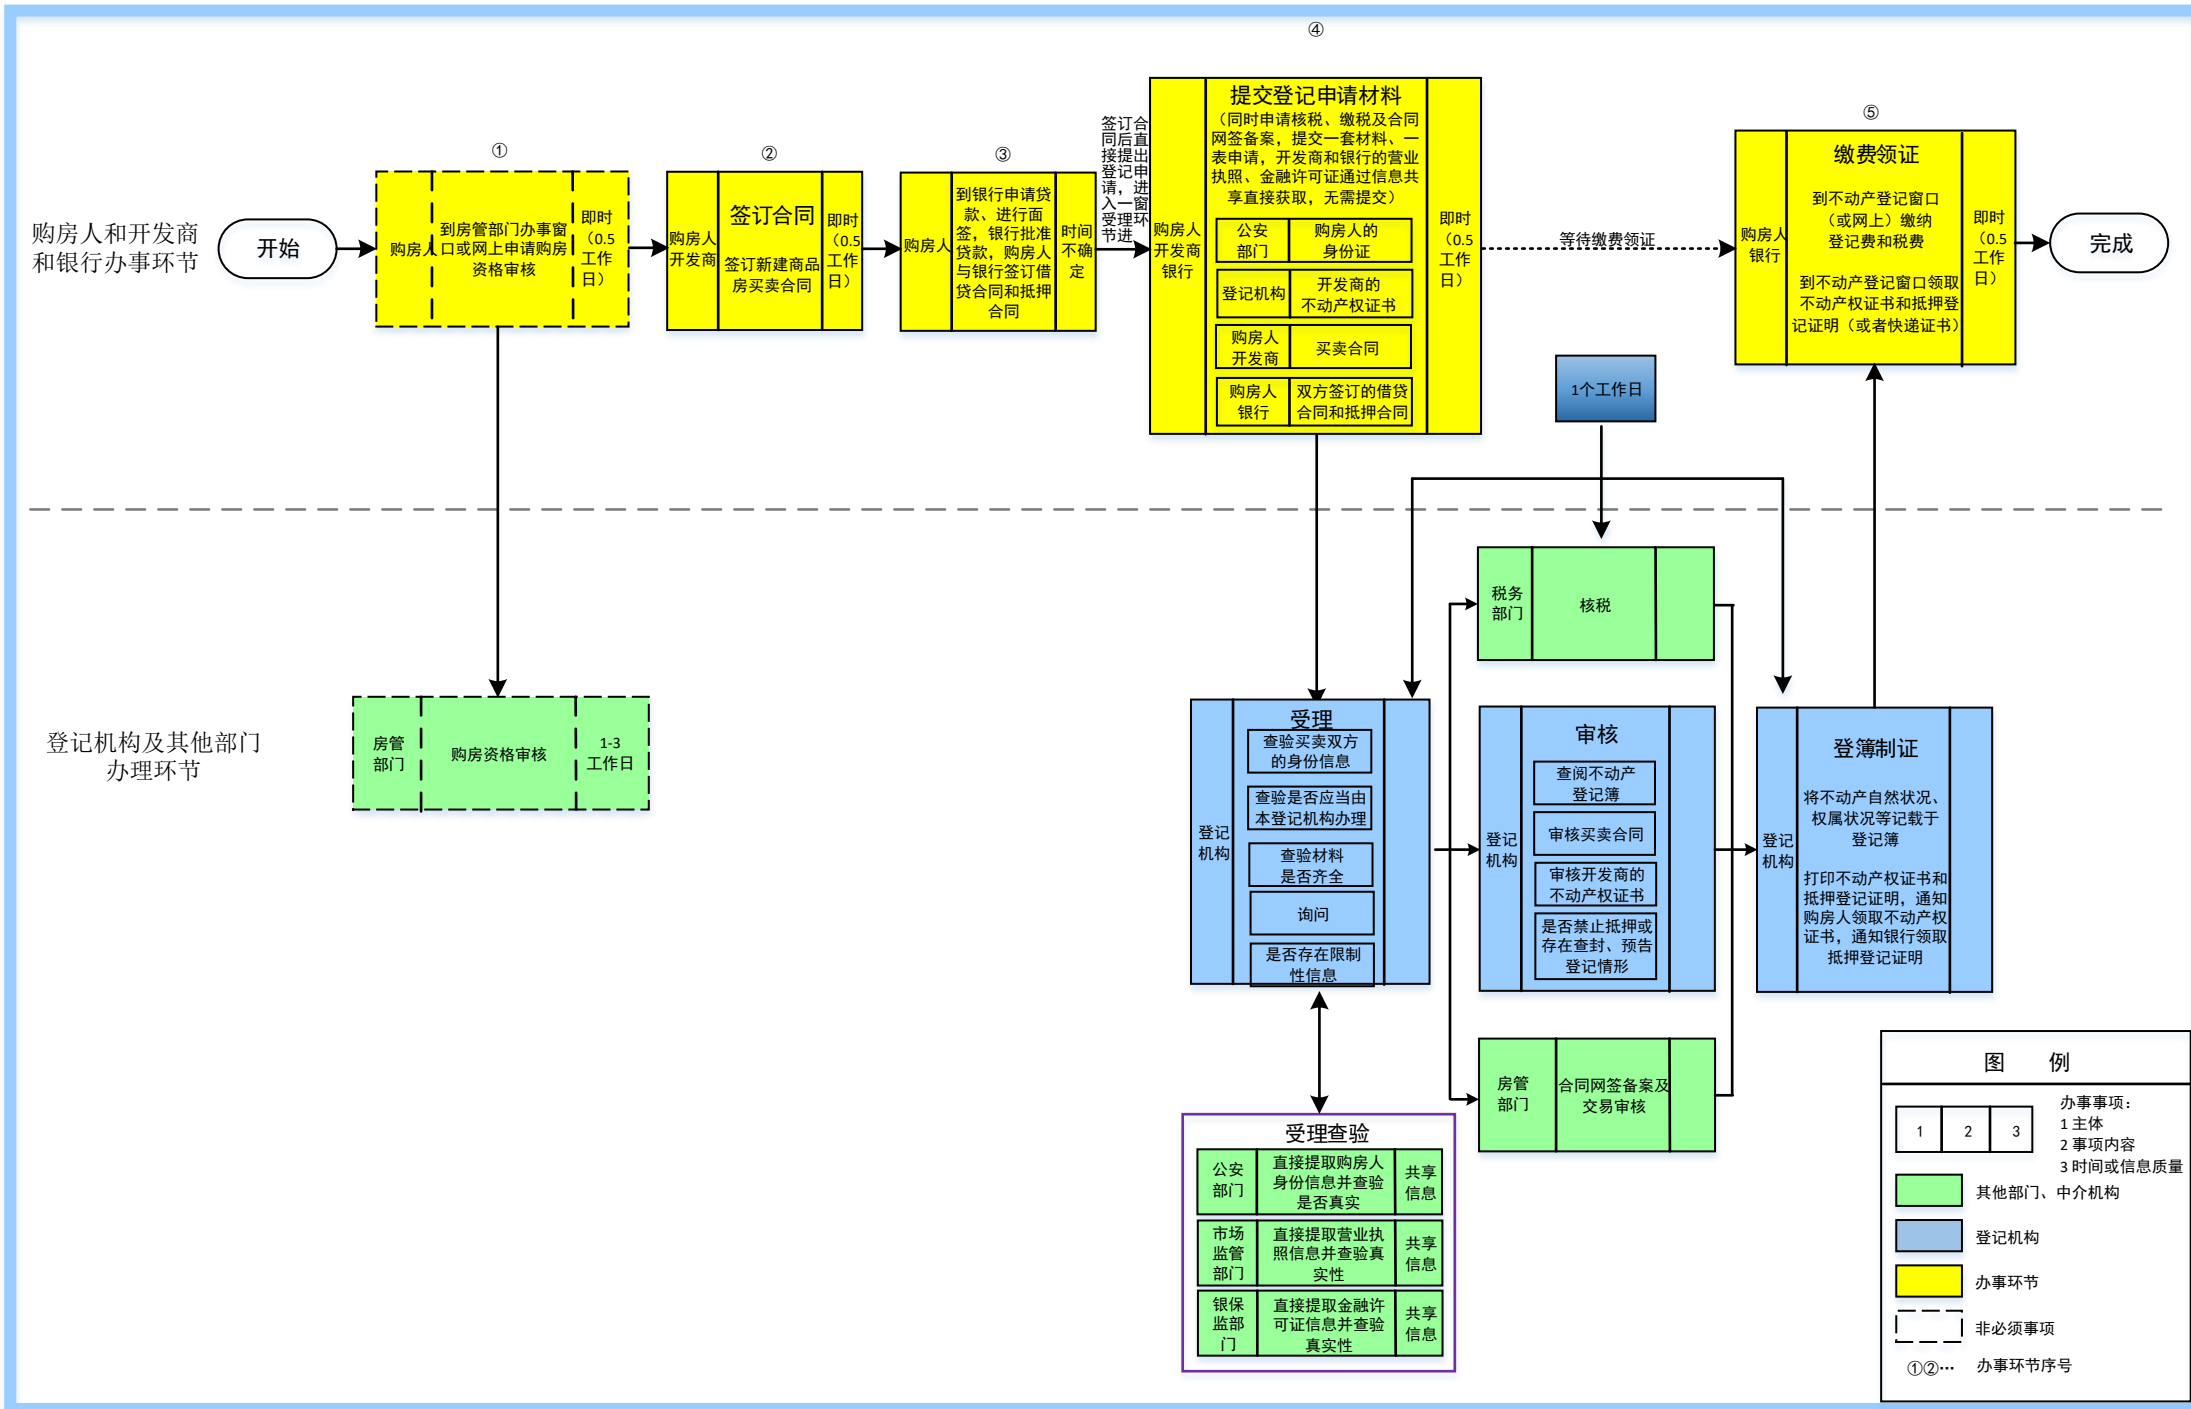 ④
⑤
①
②
③
购房人和开发商
和银行办事环节
开始
购房人
到房管部门办事窗
口或网上申请购房
资格审核
即时
（0.5
工作
日）
购房人
开发商
签订合同
签订新建商品
房买卖合同
即时
（0.5
工作
日）
购房人
到银行申请贷
款、进行面
签，银行批准
贷款，购房人
与银行签订借
贷合同和抵押
合同
时间
不确
定
签订合
同后直
接提出
登记申
请，进
入一窗
受理环
节进
购房人
开发商
银行
提交登记申请材料
（同时申请核税、缴税及合同
网签备案，提交一套材料、一
表申请，开发商和银行的营业
执照、金融许可证通过信息共
享直接获取，无需提交）
公安
部门
购房人的
身份证
登记机构
开发商的
不动产权证书
购房人
开发商
买卖合同
购房人
银行
双方签订的借贷
合同和抵押合同
即时
（0.5
工作
日）
等待缴费领证
购房人
银行
缴费领证
到不动产登记窗口
（或网上）缴纳
登记费和税费
到不动产登记窗口领取
不动产权证书和抵押登
记证明（或者快递证书）
即时
（0.5
工作
日）
完成
1个工作日
登记机构及其他部门
办理环节
房管
部门
购房资格审核
1-3
工作日
登记
机构
受理
查验买卖双方
的身份信息
查验是否应当由
本登记机构办理
查验材料
是否齐全
询问
是否存在限制
性信息
税务
部门
核税
登记
机构
审核
查阅不动产
登记簿
审核买卖合同
审核开发商的
不动产权证书
是否禁止抵押或
存在查封、预告
登记情形
房管
部门
合同网签备案及
交易审核
登记
机构
登簿制证
将不动产自然状况、
权属状况等记载于
登记簿
打印不动产权证书和
抵押登记证明，通知
购房人领取不动产权
证书，通知银行领取
抵押登记证明
受理查验
公安
部门
直接提取购房人
身份信息并查验
是否真实
共享
信息
市场
监管
部门
直接提取营业执
照信息并查验真
实性
共享
信息
银保
监部
门
直接提取金融许
可证信息并查验
真实性
共享
信息
图 例
1 2 3
办事事项：
1 主体
2 事项内容
3 时间或信息质量
其他部门、中介机构
登记机构
办事环节
非必须事项
①②… 办事环节序号